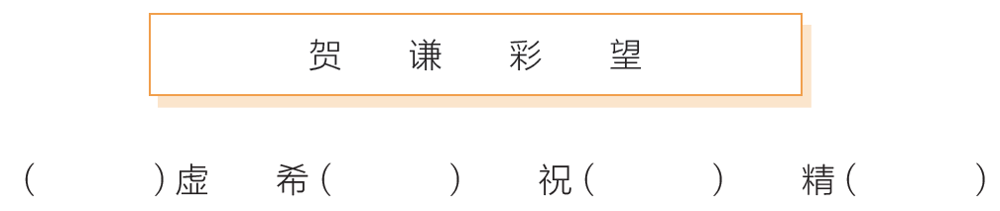 贺 谦 彩 望
( )虚 希( ) 祝( ) 精( )